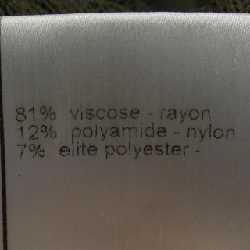 81% viscose - rayon
12% polyamide - nylon
7% elite polyester -